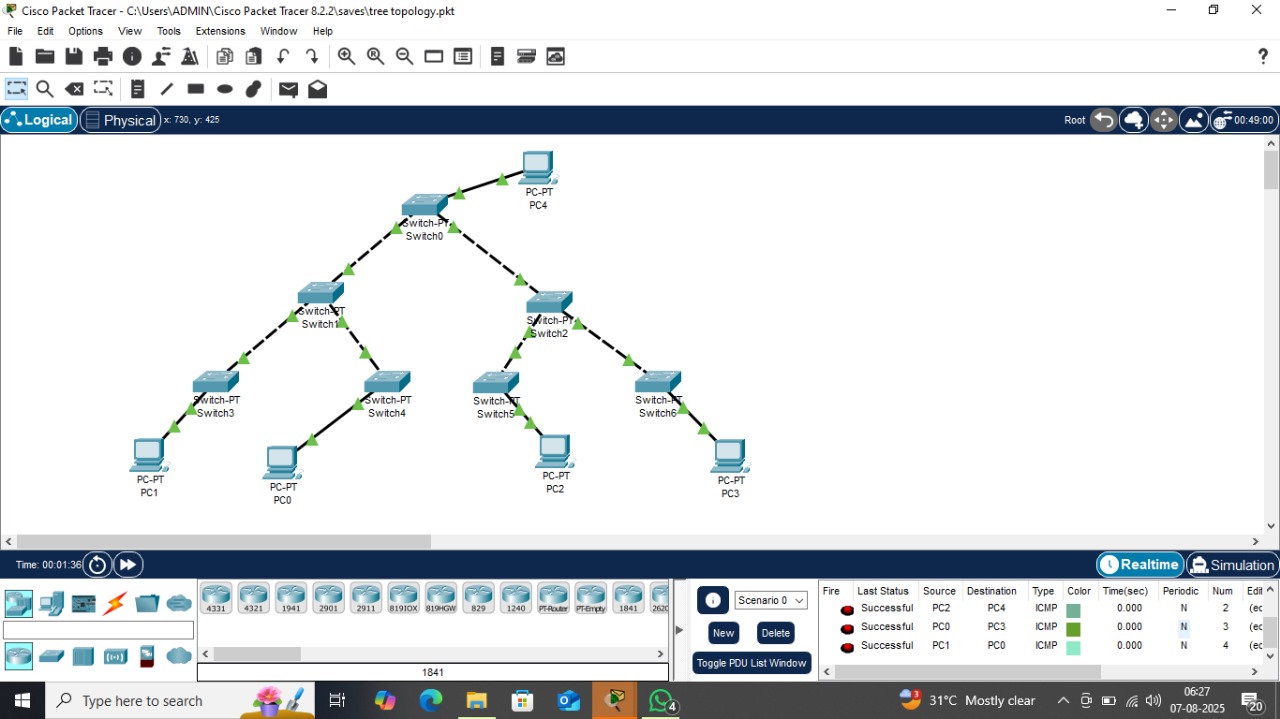 Cisco Packet Tracer - C:\Users\ADMIN\Cisco Packet Tracer 8.2.2\saves\tree topology.pkt
File Edit Options View Tools Extensions Window Help
Logical Physical x: 730, y: 425 Root 00:49:00
PC-PT
PC4
Switch-PT
Switch0
Switch-PT
Switch1
Switch-PT
Switch2
Switch-PT
Switch3
Switch-PT
Switch4
Switch-PT
Switch5
Switch-PT
Switch6
PC-PT
PC1
PC-PT
PC0
PC-PT
PC2
PC-PT
PC3
Time: 00:01:36 Realtime Simulation
4331 4321 1941 2901 2911 819IOX 819HGW 829 1240 PT-Router PT-Empty 1841 2620
1841
Scenario 0
New Delete
Toggle PDU List Window
Fire Last Status Source Destination Type Color Time(sec) Periodic Num Edit
Successful PC2 PC4 ICMP 0.000 N 2 (ed
Successful PC0 PC3 ICMP 0.000 N 3 (ed
Successful PC1 PC0 ICMP 0.000 N 4 (ed
Type here to search
3 31°C Mostly clear
4
06:27
07-08-2025
20